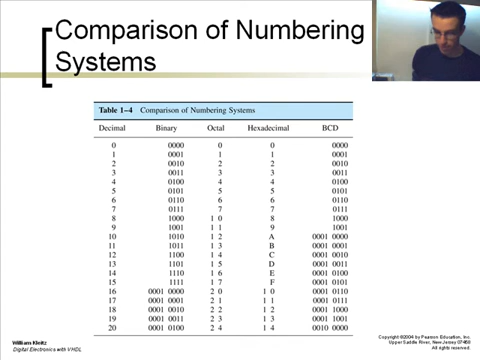 Comparison of Numbering
Systems
Table 1–4 Comparison of Numbering Systems
Decimal Binary Octal Hexadecimal BCD
0 0000 0 0 0000
1 0001 1 1 0001
2 0010 2 2 0010
3 0011 3 3 0011
4 0100 4 4 0100
5 0101 5 5 0101
6 0110 6 6 0110
7 0111 7 7 0111
8 1000 1 0 8 1000
9 1001 1 1 9 1001
10 1010 1 2 A 0001 0000
11 1011 1 3 B 0001 0001
12 1100 1 4 C 0001 0010
13 1101 1 5 D 0001 0011
14 1110 1 6 E 0001 0100
15 1111 1 7 F 0001 0101
16 0001 0000 2 0 1 0 0001 0110
17 0001 0001 2 1 1 1 0001 0111
18 0001 0010 2 2 1 2 0001 1000
19 0001 0011 2 3 1 3 0001 1001
20 0001 0100 2 4 1 4 0010 0000
William Kleitz
Digital Electronics with VHDL
Copyright ©2004 by Pearson Education, Inc.
Upper Saddle River, New Jersey 07458
All rights reserved.